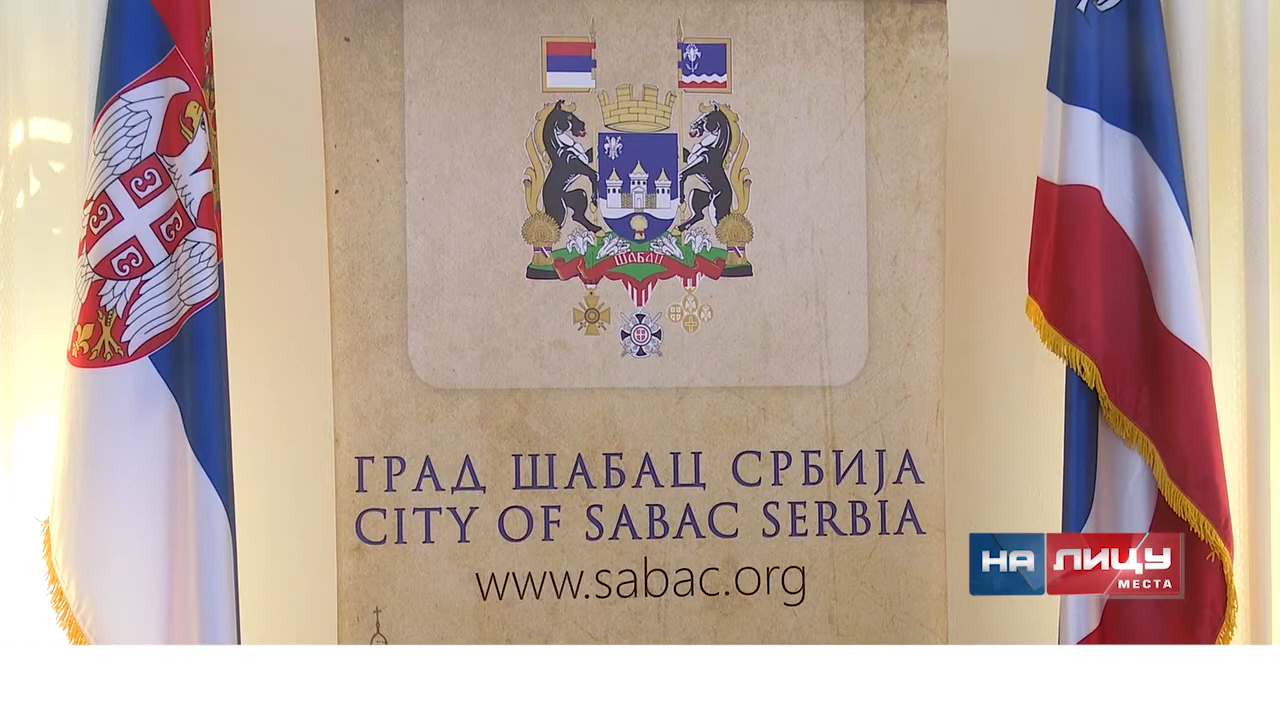 ШАБАЦ
ГРАД ШАБАЦ СРБИЈА
CITY OF SABAC SERBIA
www.sabac.org
НА ЛИЦУ
МЕСТА